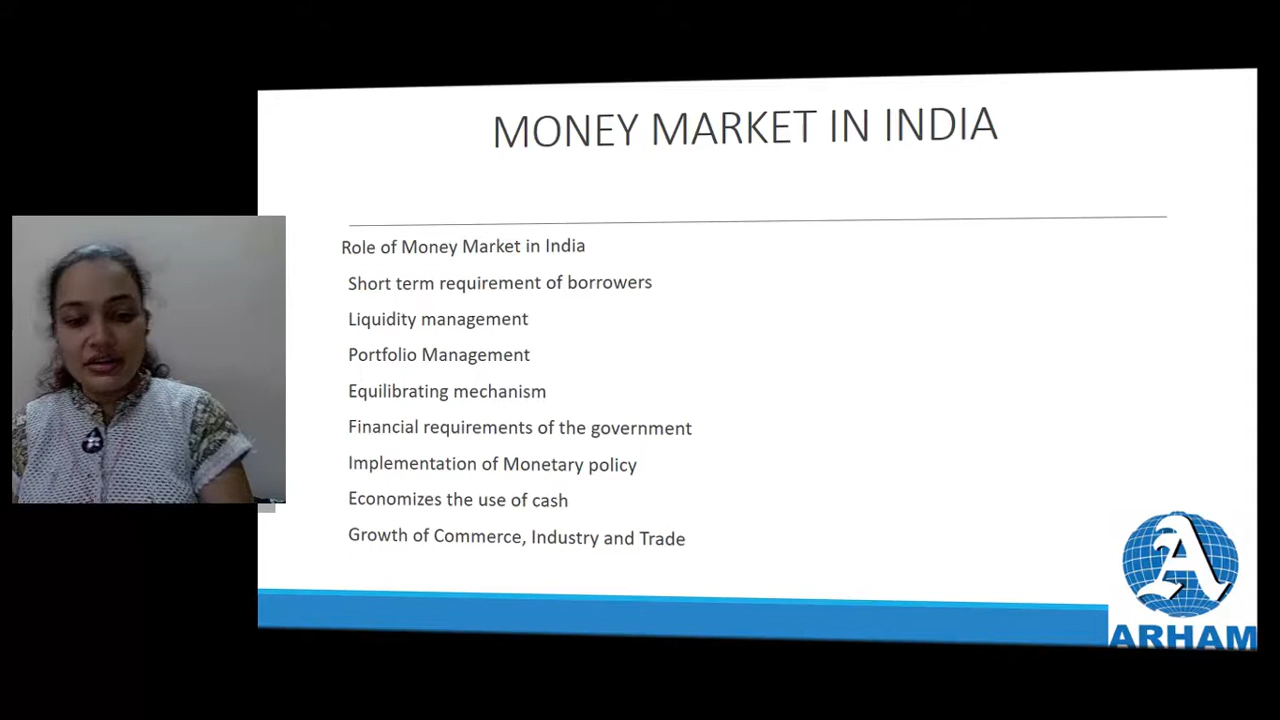 MONEY MARKET IN INDIA
Role of Money Market in India
Short term requirement of borrowers
Liquidity management
Portfolio Management
Equilibrating mechanism
Financial requirements of the government
Implementation of Monetary policy
Economizes the use of cash
Growth of Commerce, Industry and Trade
A
ARHAM